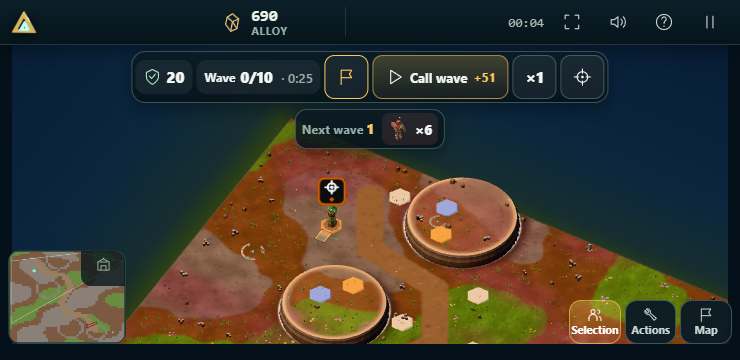 690
ALLOY
00:04
20
Wave 0/10 · 0:25
Call wave +51
×1
Next wave 1 ×6
Selection
Actions
Map